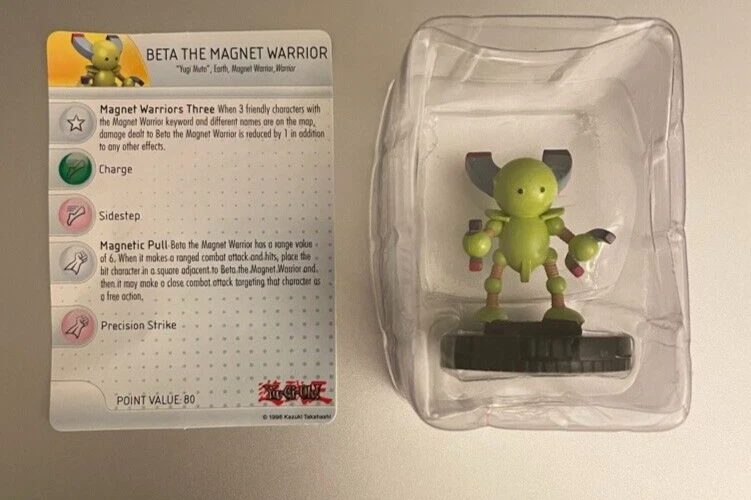 BETA THE MAGNET WARRIOR
"Yugi Muto", Earth, Magnet Warrior, Warrior
Magnet Warriors Three When 3 friendly characters with
the Magnet Warrior keyword and different names are on the map,
damage dealt to Beta the Magnet Warrior is reduced by 1 in addition
to any other effects.
Charge
Sidestep
Magnetic Pull Beta the Magnet Warrior has a range value
of 6. When it makes a ranged combat attack and hits, place the
hit character in a square adjacent to Beta the Magnet Warrior and
then it may make a close combat attack targeting that character as
a free action.
Precision Strike
POINT VALUE: 80
Yu-Gi-Oh!
© 1996 Kazuki Takahashi